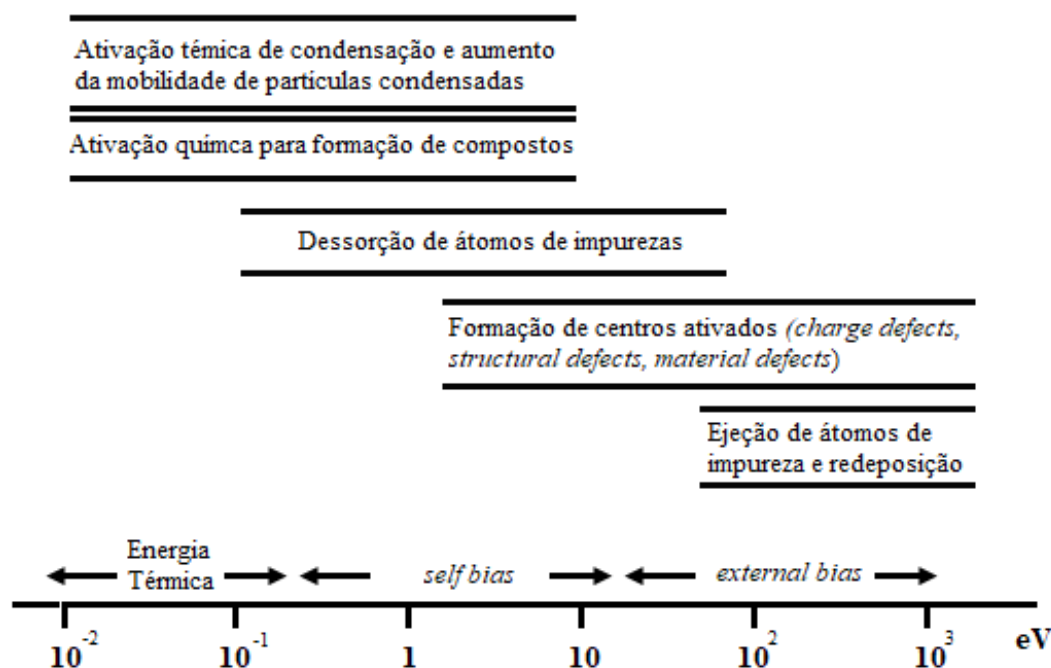 Ativação témica de condensação e aumento
da mobilidade de partículas condensadas
Ativação químca para formação de compostos
Dessorção de átomos de impurezas
Formação de centros ativados (charge defects,
structural defects, material defects)
Ejeção de átomos de
impureza e redeposição
Energia
Térmica
self bias
external bias
10⁻² 10⁻¹ 1 10 10² 10³ eV